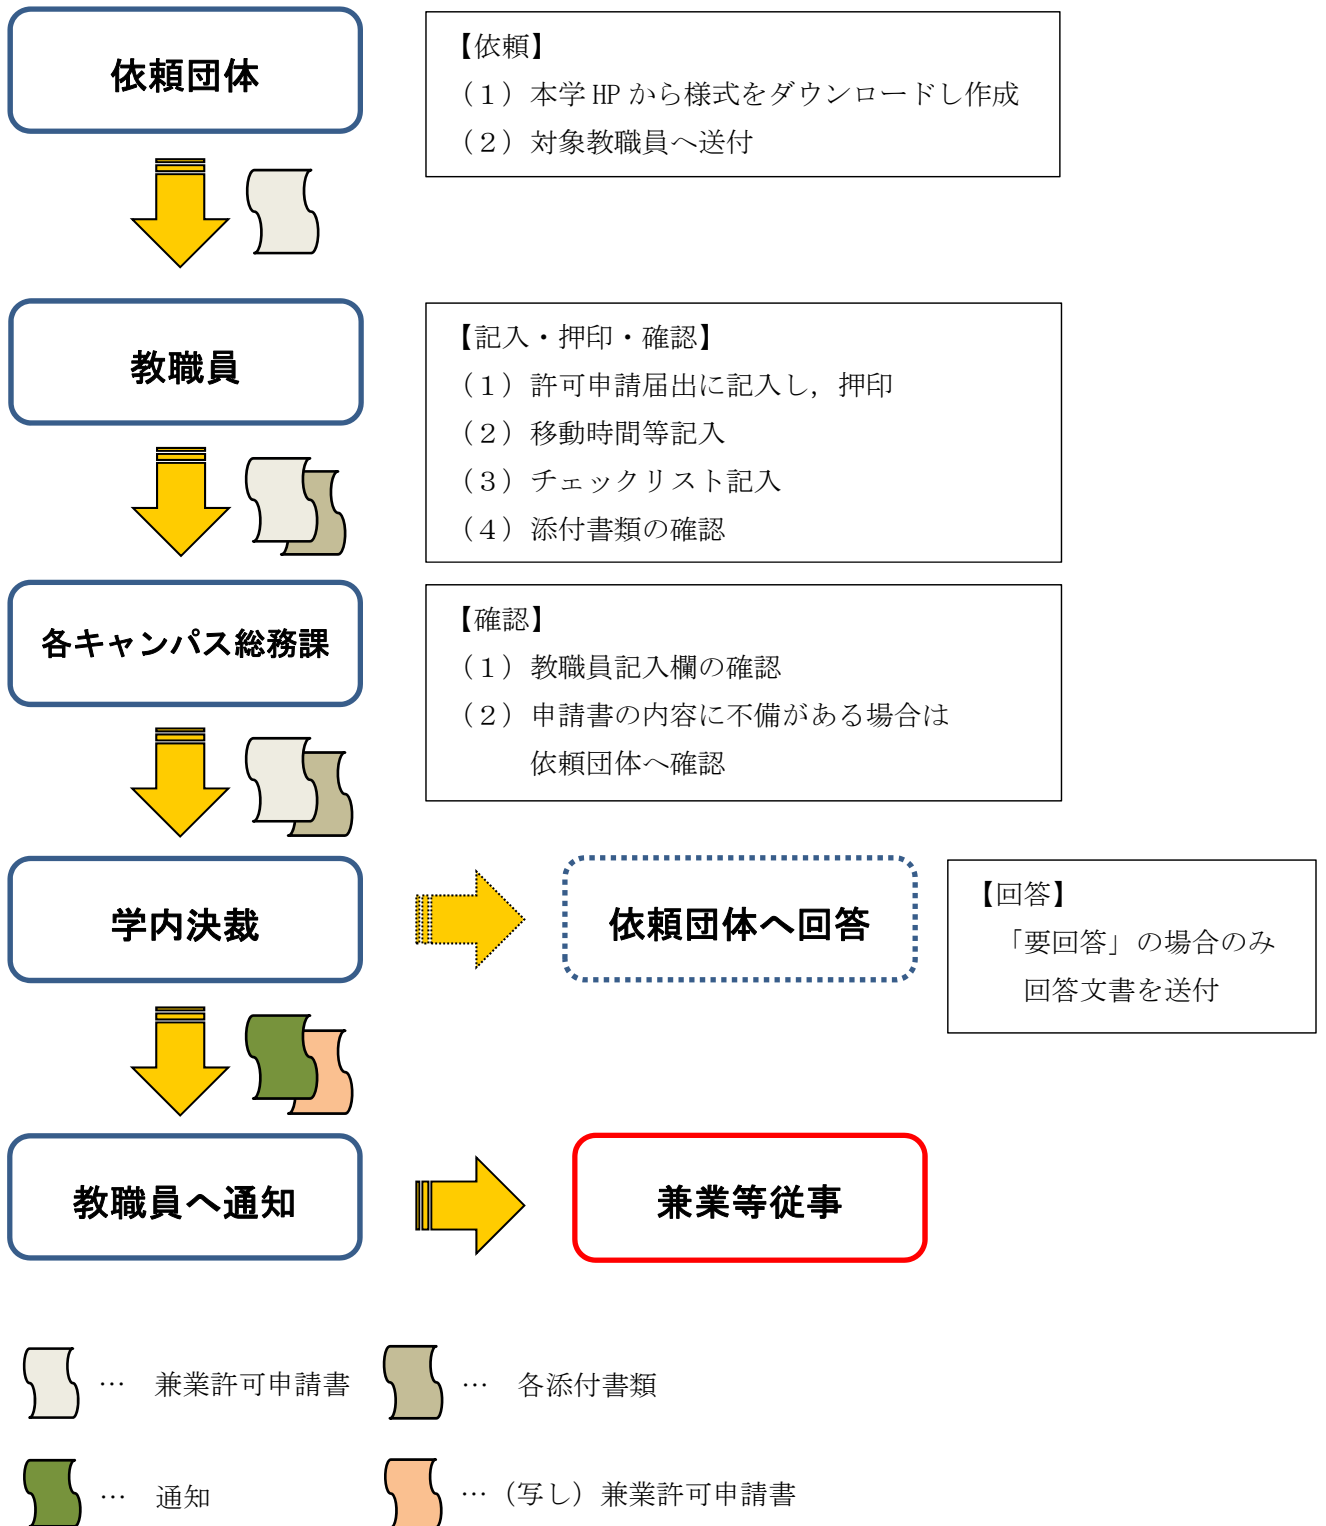 依頼団体
【依頼】
（１）本学 HP から様式をダウンロードし作成
（２）対象教職員へ送付
教職員
【記入・押印・確認】
（１）許可申請届出に記入し，押印
（２）移動時間等記入
（３）チェックリスト記入
（４）添付書類の確認
各キャンパス総務課
【確認】
（１）教職員記入欄の確認
（２）申請書の内容に不備がある場合は
依頼団体へ確認
学内決裁
依頼団体へ回答
【回答】
「要回答」の場合のみ
回答文書を送付
教職員へ通知
兼業等従事
… 兼業許可申請書
… 各添付書類
… 通知
…（写し）兼業許可申請書